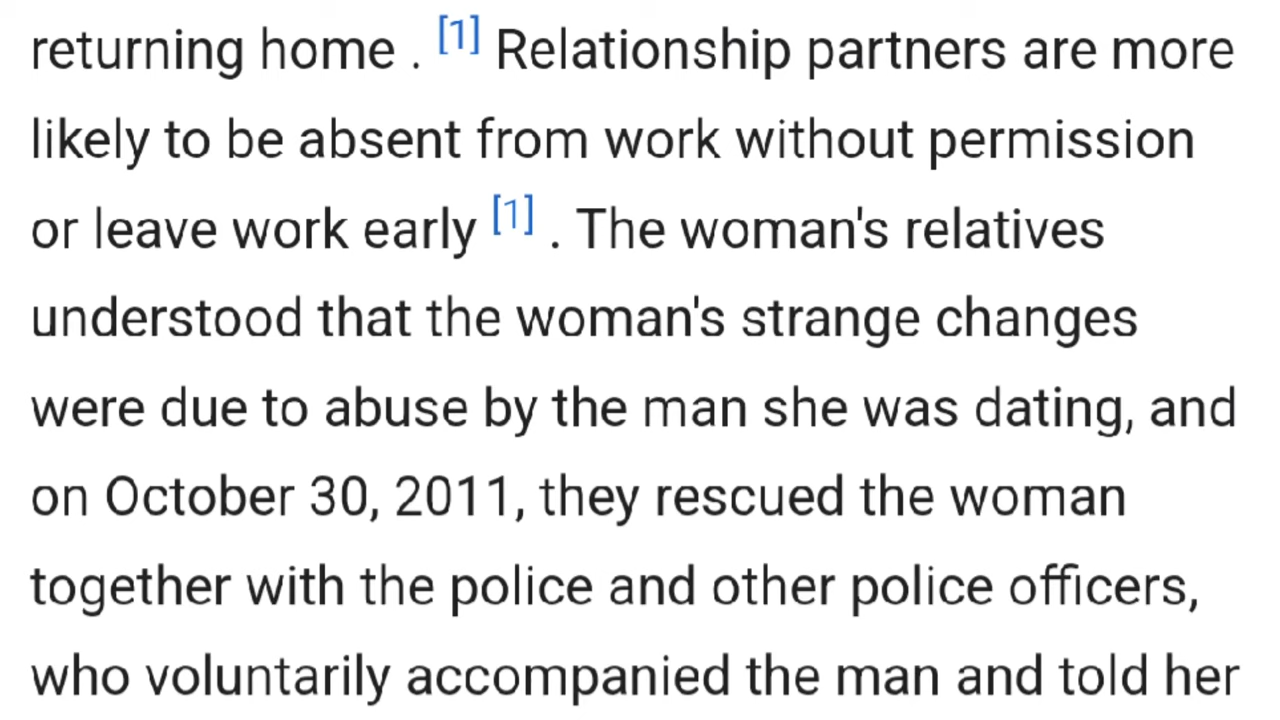 returning home . [1] Relationship partners are more
likely to be absent from work without permission
or leave work early [1] . The woman's relatives
understood that the woman's strange changes
were due to abuse by the man she was dating, and
on October 30, 2011, they rescued the woman
together with the police and other police officers,
who voluntarily accompanied the man and told her